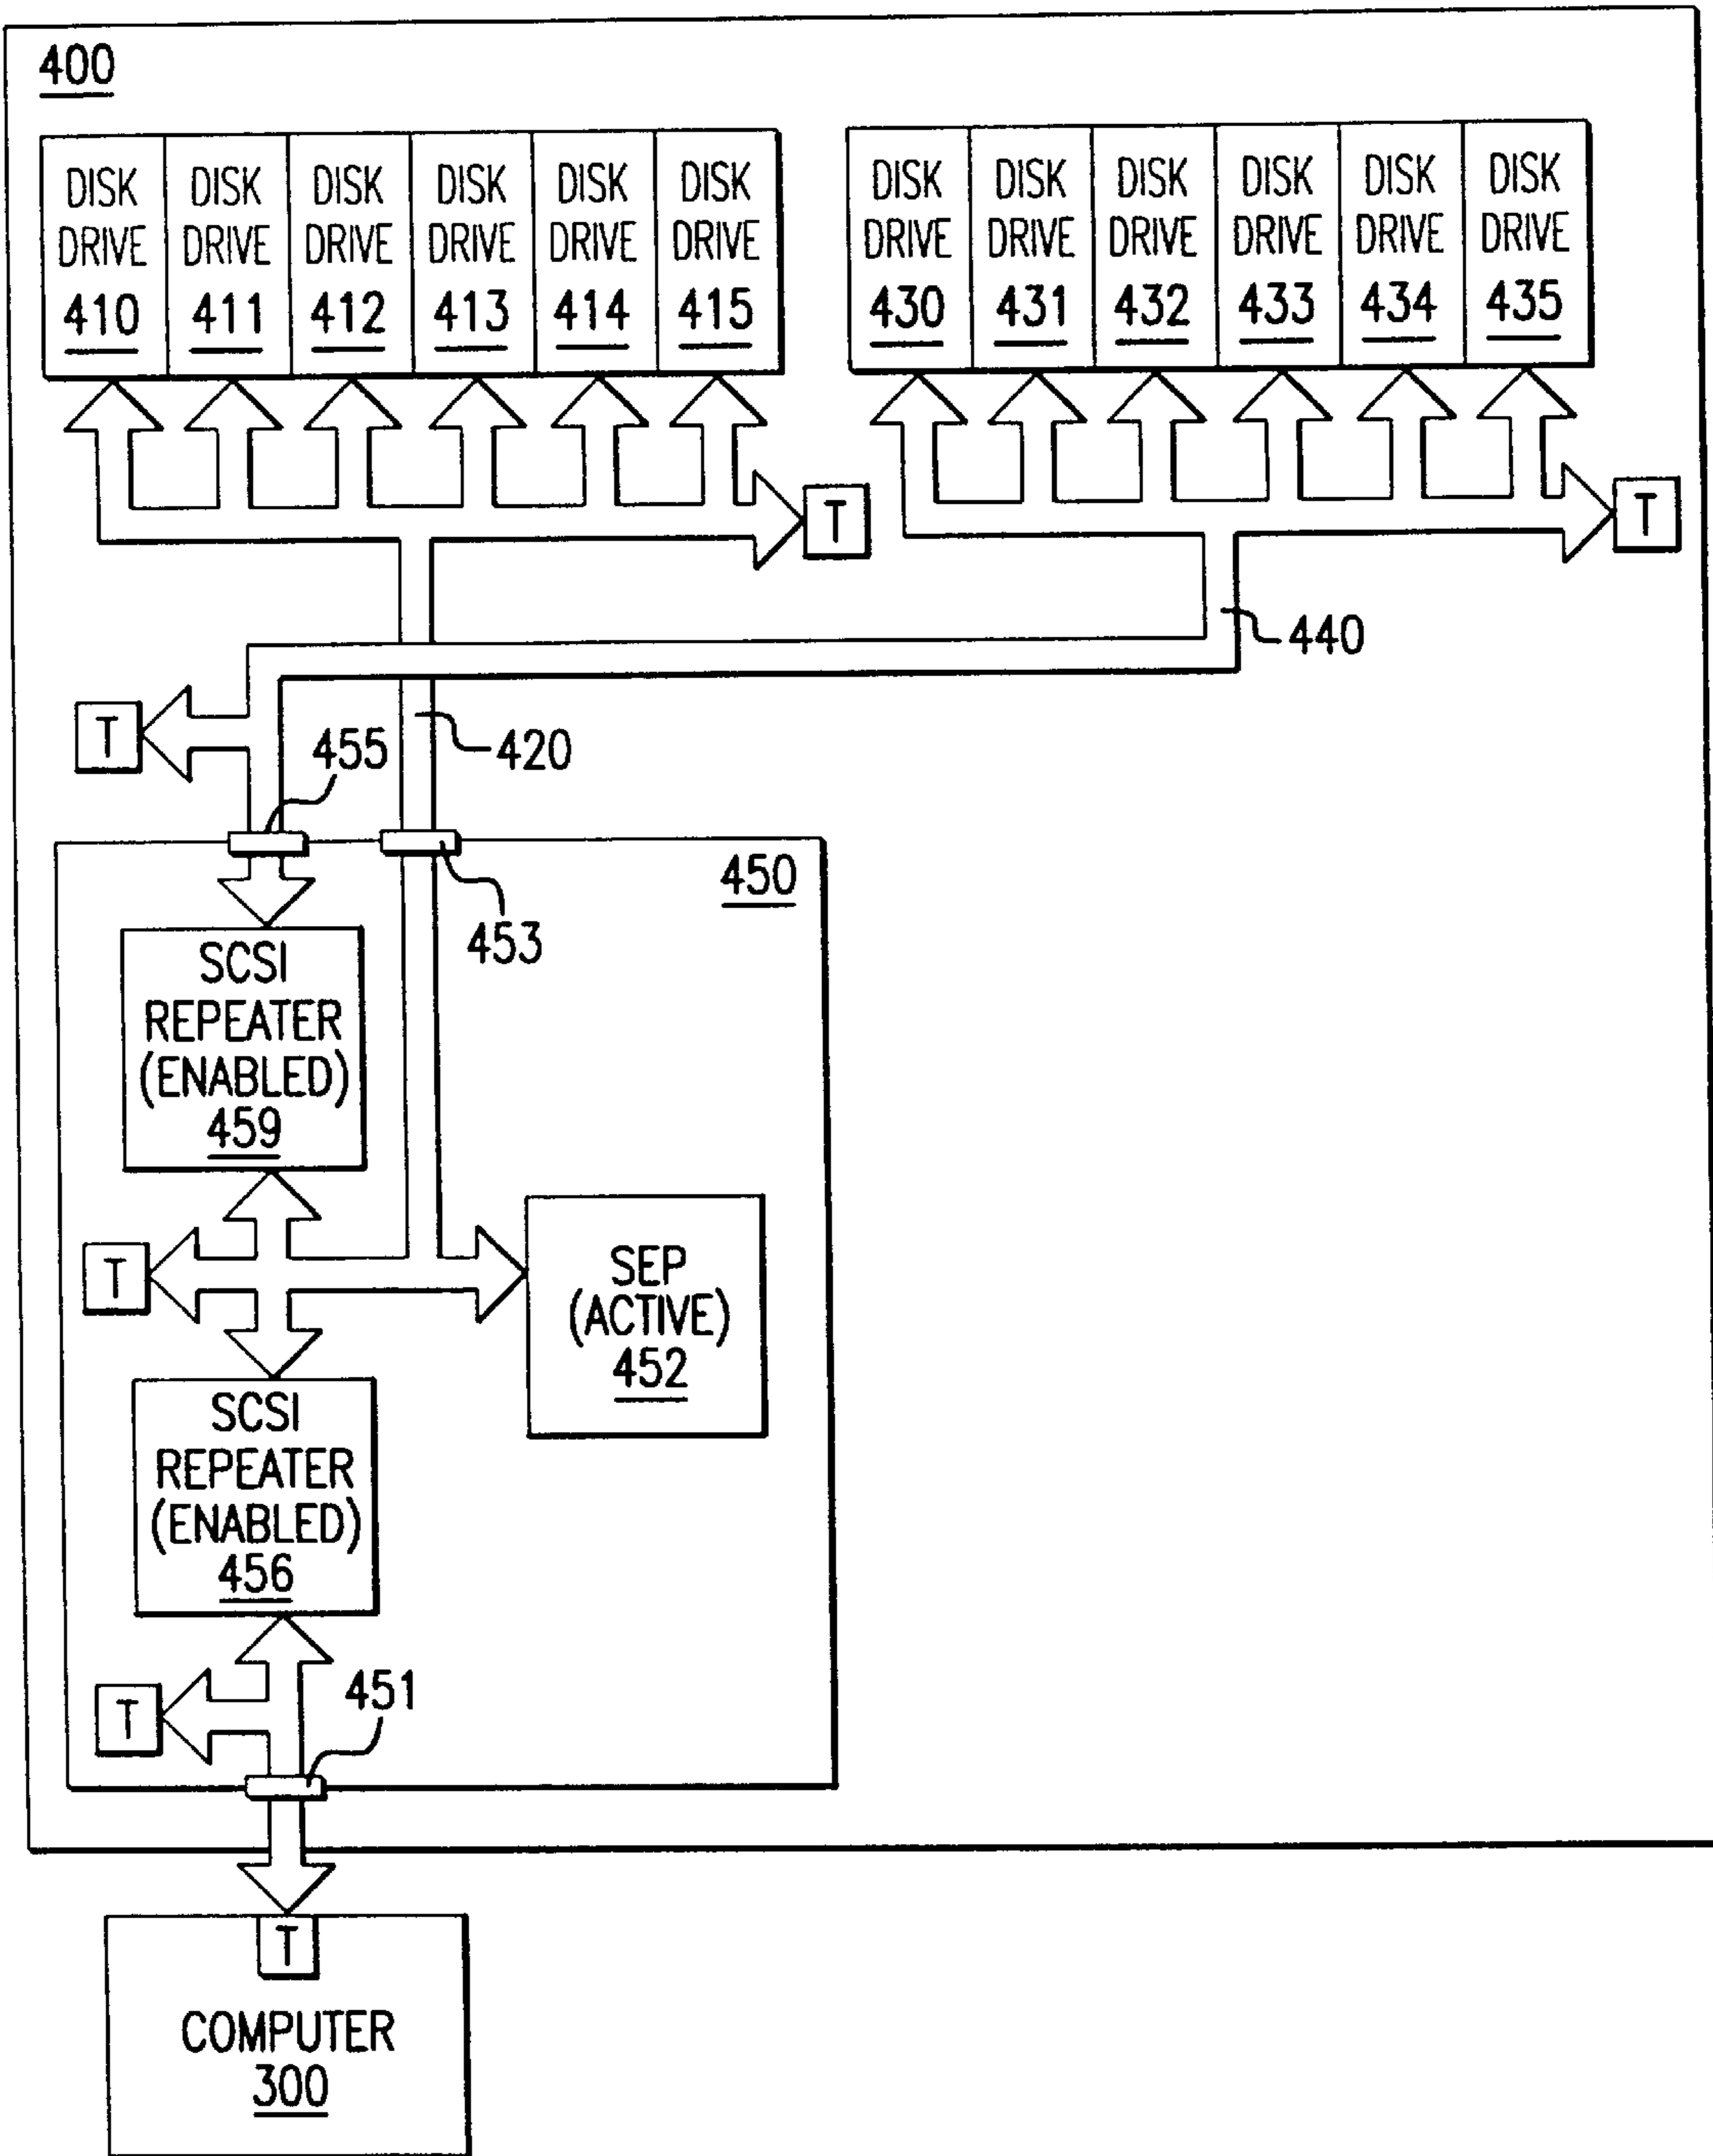 400
DISK DRIVE 410
DISK DRIVE 411
DISK DRIVE 412
DISK DRIVE 413
DISK DRIVE 414
DISK DRIVE 415
DISK DRIVE 430
DISK DRIVE 431
DISK DRIVE 432
DISK DRIVE 433
DISK DRIVE 434
DISK DRIVE 435
T
T
440
T
420
455
450
453
SCSI
REPEATER
(ENABLED)
459
T
SEP
(ACTIVE)
452
SCSI
REPEATER
(ENABLED)
456
T
451
T
COMPUTER
300